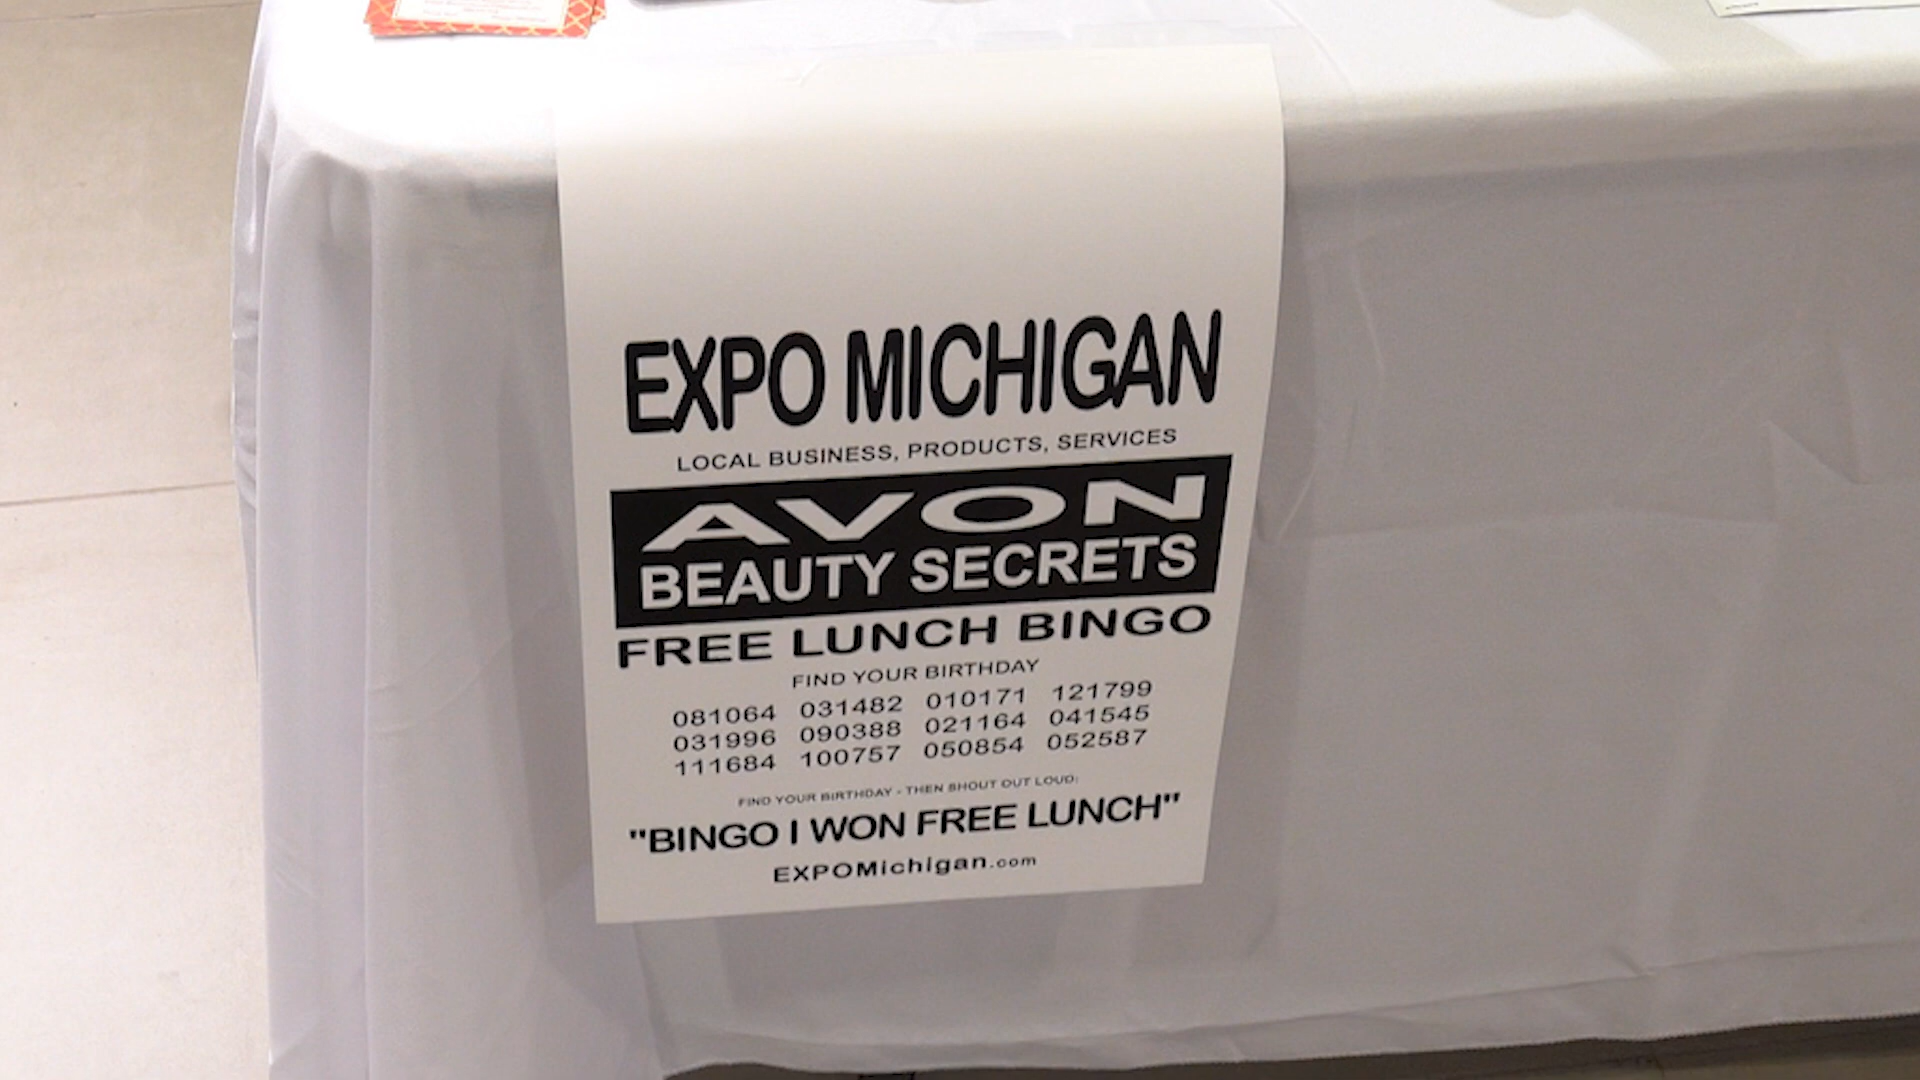 EXPO MICHIGAN
LOCAL BUSINESS, PRODUCTS, SERVICES
AVON
BEAUTY SECRETS
FREE LUNCH BINGO
FIND YOUR BIRTHDAY
081064 031482 010171 121799
031996 090388 021164 041545
111684 100757 050854 052587
FIND YOUR BIRTHDAY - THEN SHOUT OUT LOUD:
"BINGO I WON FREE LUNCH"
EXPOMichigan.com